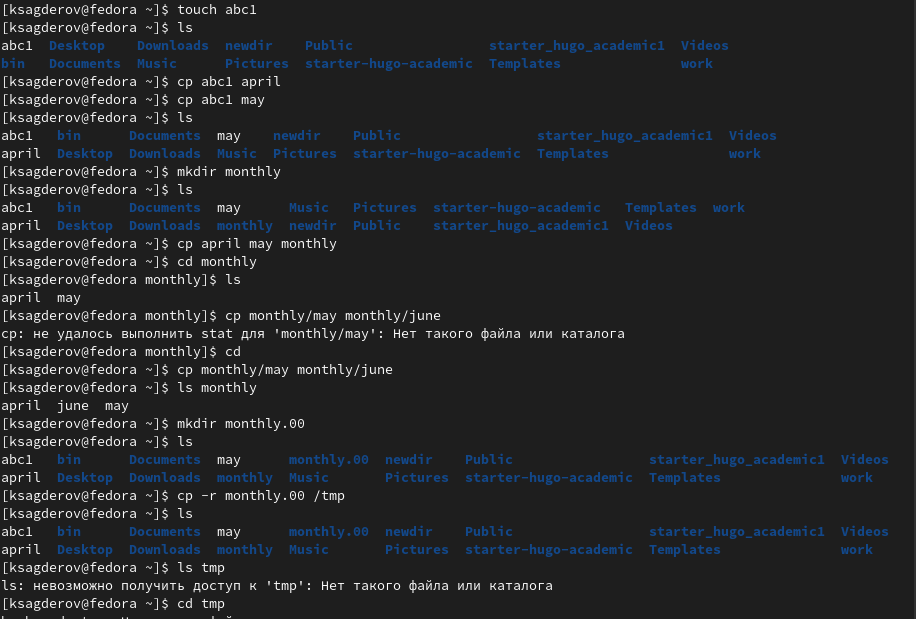 [ksagderov@fedora ~]$ touch abc1
[ksagderov@fedora ~]$ ls
abc1  Desktop    Downloads  newdir    Public                 starter_hugo_academic1  Videos
bin   Documents  Music      Pictures  starter-hugo-academic  Templates               work
[ksagderov@fedora ~]$ cp abc1 april
[ksagderov@fedora ~]$ cp abc1 may
[ksagderov@fedora ~]$ ls
abc1   bin      Documents  may    newdir    Public                 starter_hugo_academic1  Videos
april  Desktop  Downloads  Music  Pictures  starter-hugo-academic  Templates               work
[ksagderov@fedora ~]$ mkdir monthly
[ksagderov@fedora ~]$ ls
abc1   bin      Documents  may      Music   Pictures  starter-hugo-academic   Templates  work
april  Desktop  Downloads  monthly  newdir  Public    starter_hugo_academic1  Videos
[ksagderov@fedora ~]$ cp april may monthly
[ksagderov@fedora ~]$ cd monthly
[ksagderov@fedora monthly]$ ls
april  may
[ksagderov@fedora monthly]$ cp monthly/may monthly/june
cp: не удалось выполнить stat для 'monthly/may': Нет такого файла или каталога
[ksagderov@fedora monthly]$ cd
[ksagderov@fedora ~]$ cp monthly/may monthly/june
[ksagderov@fedora ~]$ ls monthly
april  june  may
[ksagderov@fedora ~]$ mkdir monthly.00
[ksagderov@fedora ~]$ ls
abc1   bin      Documents  may      monthly.00  newdir    Public                 starter_hugo_academic1  Videos
april  Desktop  Downloads  monthly  Music       Pictures  starter-hugo-academic  Templates               work
[ksagderov@fedora ~]$ cp -r monthly.00 /tmp
[ksagderov@fedora ~]$ ls
abc1   bin      Documents  may      monthly.00  newdir    Public                 starter_hugo_academic1  Videos
april  Desktop  Downloads  monthly  Music       Pictures  starter-hugo-academic  Templates               work
[ksagderov@fedora ~]$ ls tmp
ls: невозможно получить доступ к 'tmp': Нет такого файла или каталога
[ksagderov@fedora ~]$ cd tmp